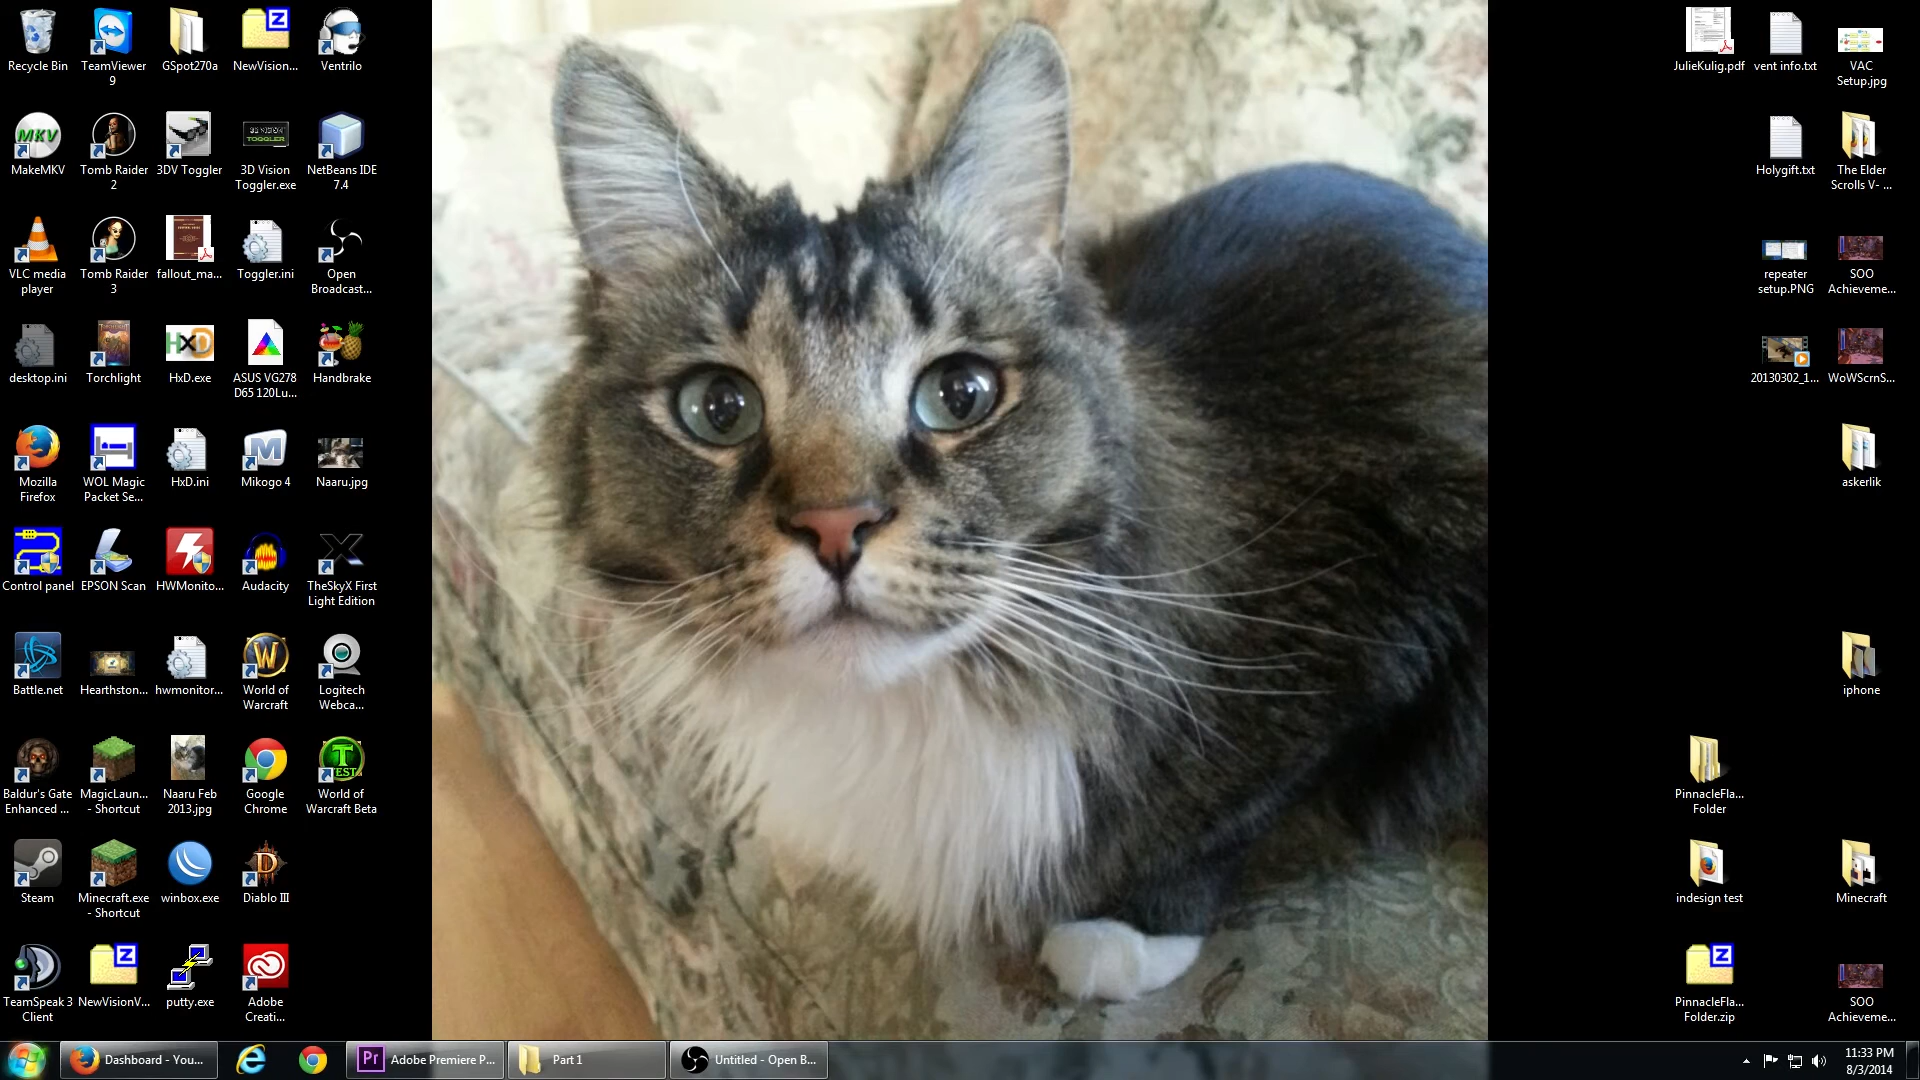 Recycle Bin
TeamViewer
9
GSpot270a
NewVision...
Ventrilo
JulieKulig.pdf
vent info.txt
VAC
Setup.jpg
MKV
MakeMKV
Tomb Raider
2
3DV Toggler
3D VISION
TOGGLER
3D Vision
Toggler.exe
NetBeans IDE
7.4
Holygift.txt
The Elder
Scrolls V- ...
VLC media
player
Tomb Raider
3
fallout_ma...
Toggler.ini
Open
Broadcast...
repeater
setup.PNG
SOO
Achieveme...
desktop.ini
Torchlight
HxD
HxD.exe
ASUS VG278
D65 120Lu...
Handbrake
20130302_1...
WoWScrnS...
Mozilla
Firefox
WOL Magic
Packet Se...
HxD.ini
M
Mikogo 4
Naaru.jpg
askerlik
Control panel
EPSON Scan
HWMonito...
Audacity
TheSkyX First
Light Edition
Battle.net
Hearthston...
hwmonitor...
W
World of
Warcraft
Logitech
Webca...
iphone
Baldur's Gate
Enhanced ...
MagicLaun...
- Shortcut
Naaru Feb
2013.jpg
Google
Chrome
T
TEST
World of
Warcraft Beta
PinnacleFla...
Folder
Steam
Minecraft.exe
- Shortcut
winbox.exe
D
Diablo III
indesign test
Minecraft
TeamSpeak 3
Client
Z
NewVisionV...
putty.exe
Adobe
Creati...
Z
PinnacleFla...
Folder.zip
SOO
Achieveme...
Dashboard - You...
Pr
Adobe Premiere P...
Part 1
Untitled - Open B...
11:33 PM
8/3/2014